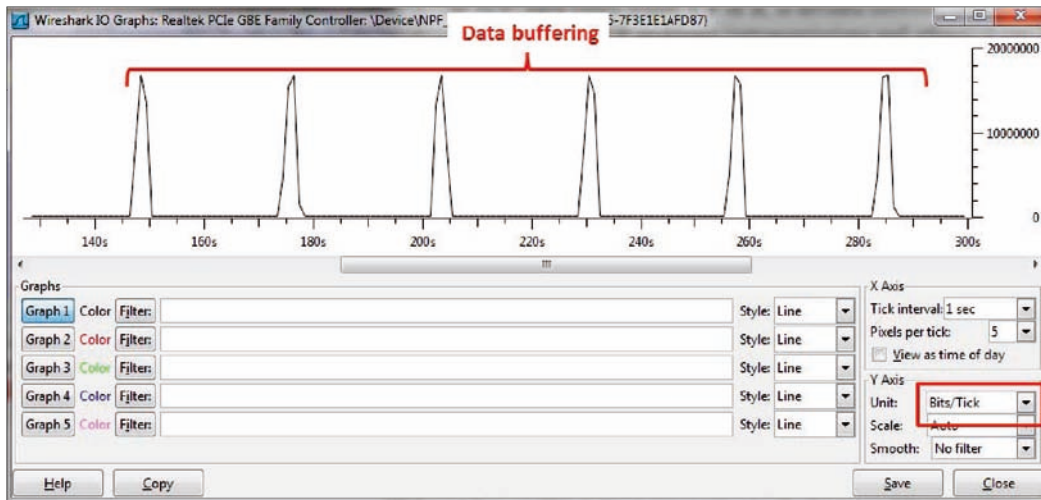 Wireshark IO Graphs: Realtek PCIe GBE Family Controller: \Device\NPF_ 5-7F3E1E1AFD87}
Data buffering
20000000
10000000
0
140s 160s 180s 200s 220s 240s 260s 280s 300s
Graphs
Graph 1 Color Filter: Style: Line
Graph 2 Color Filter: Style: Line
Graph 3 Color Filter: Style: Line
Graph 4 Color Filter: Style: Line
Graph 5 Color Filter: Style: Line
X Axis
Tick interval: 1 sec
Pixels per tick: 5
View as time of day
Y Axis
Unit: Bits/Tick
Scale: Auto
Smooth: No filter
Help Copy Save Close